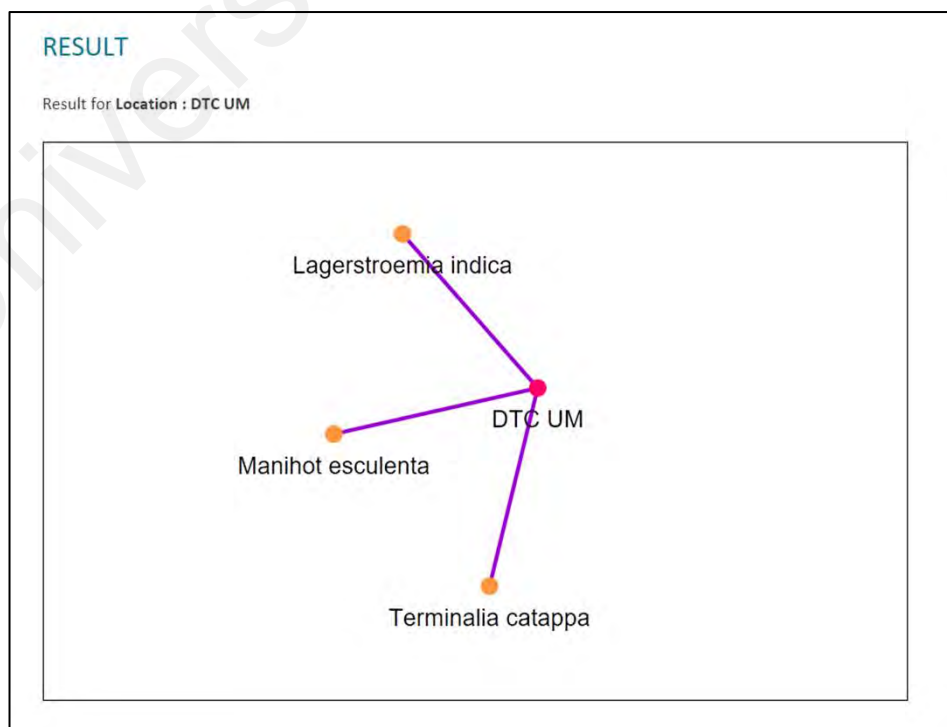 RESULT
Result for Location : DTC UM
Lagerstroemia indica
DTC UM
Manihot esculenta
Terminalia catappa